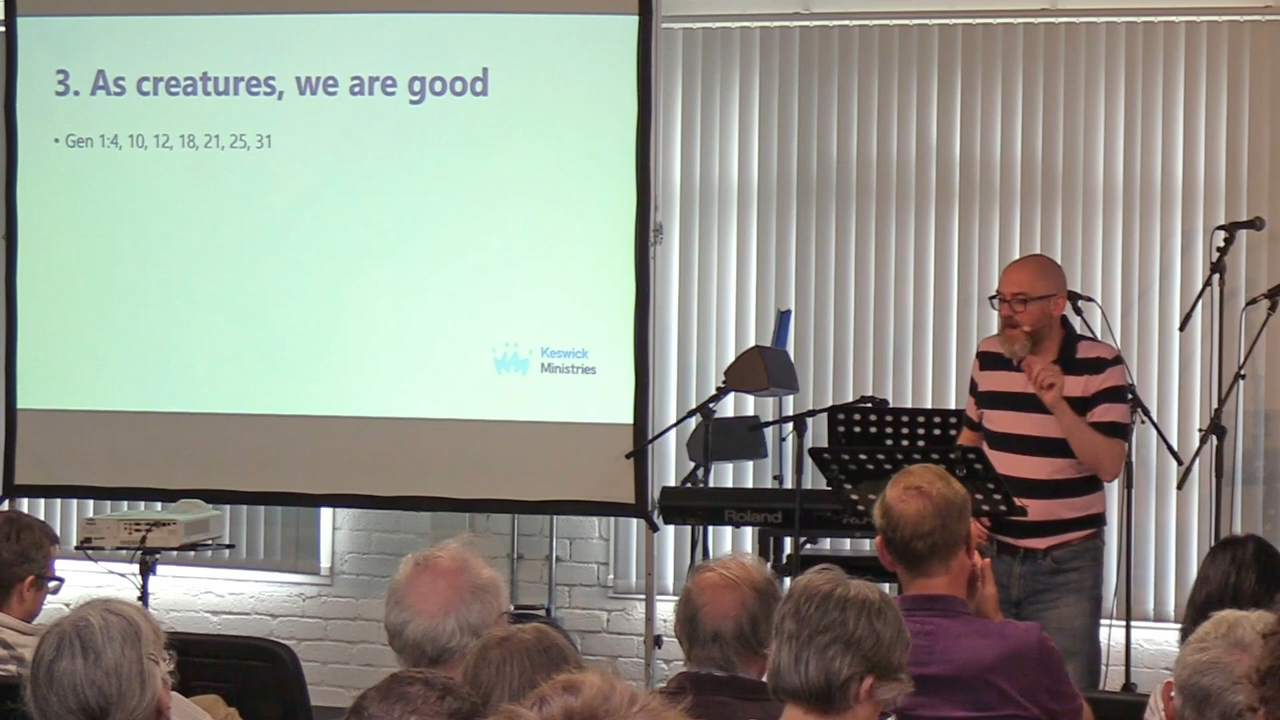 3. As creatures, we are good
• Gen 1:4, 10, 12, 18, 21, 25, 31
Keswick
Ministries
Roland